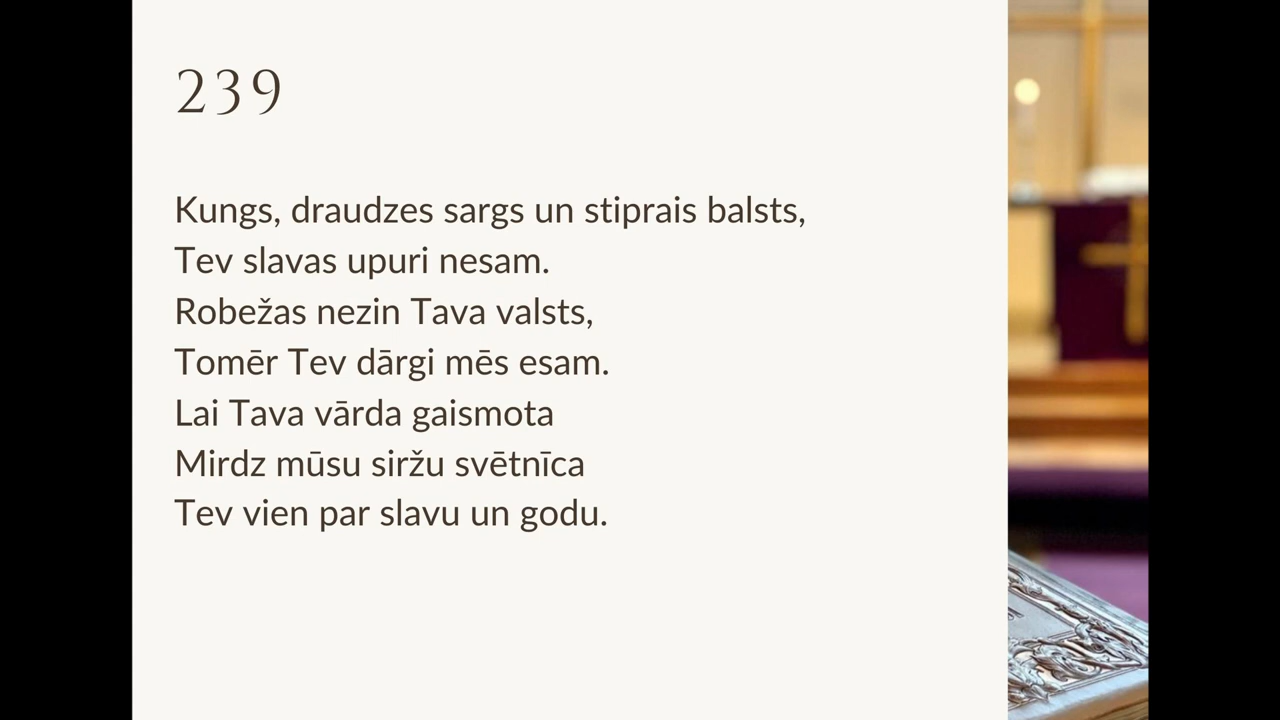 239
Kungs, draudzes sargs un stiprais balsts,
Tev slavas upuri nesam.
Robežas nezin Tava valsts,
Tomēr Tev dārgi mēs esam.
Lai Tava vārda gaismota
Mirdz mūsu siržu svētnīca
Tev vien par slavu un godu.